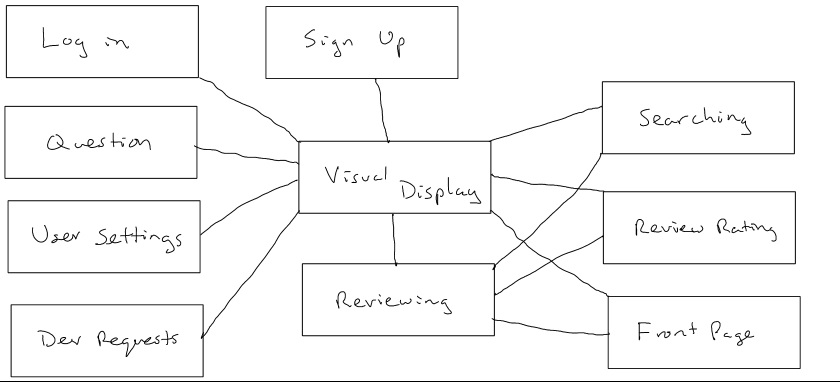 Log in
Sign Up
Searching
Question
Visual Display
User Settings
Review Rating
Reviewing
Dev Requests
Front Page